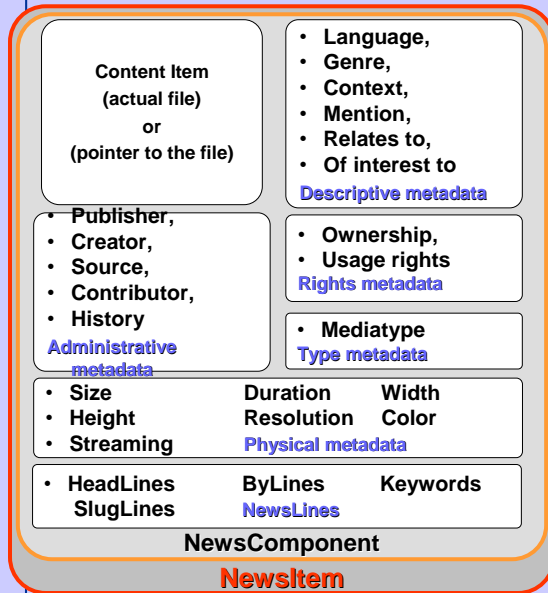 Content Item
(actual file)
or
(pointer to the file)
• Language,
• Genre,
• Context,
• Mention,
• Relates to,
• Of interest to
Descriptive metadata
• Publisher,
• Creator,
• Source,
• Contributor,
• History
Administrative
metadata
• Ownership,
• Usage rights
Rights metadata
• Mediatype
Type metadata
• Size Duration Width
• Height Resolution Color
• Streaming Physical metadata
• HeadLines ByLines Keywords
SlugLines NewsLines
NewsComponent
NewsItem